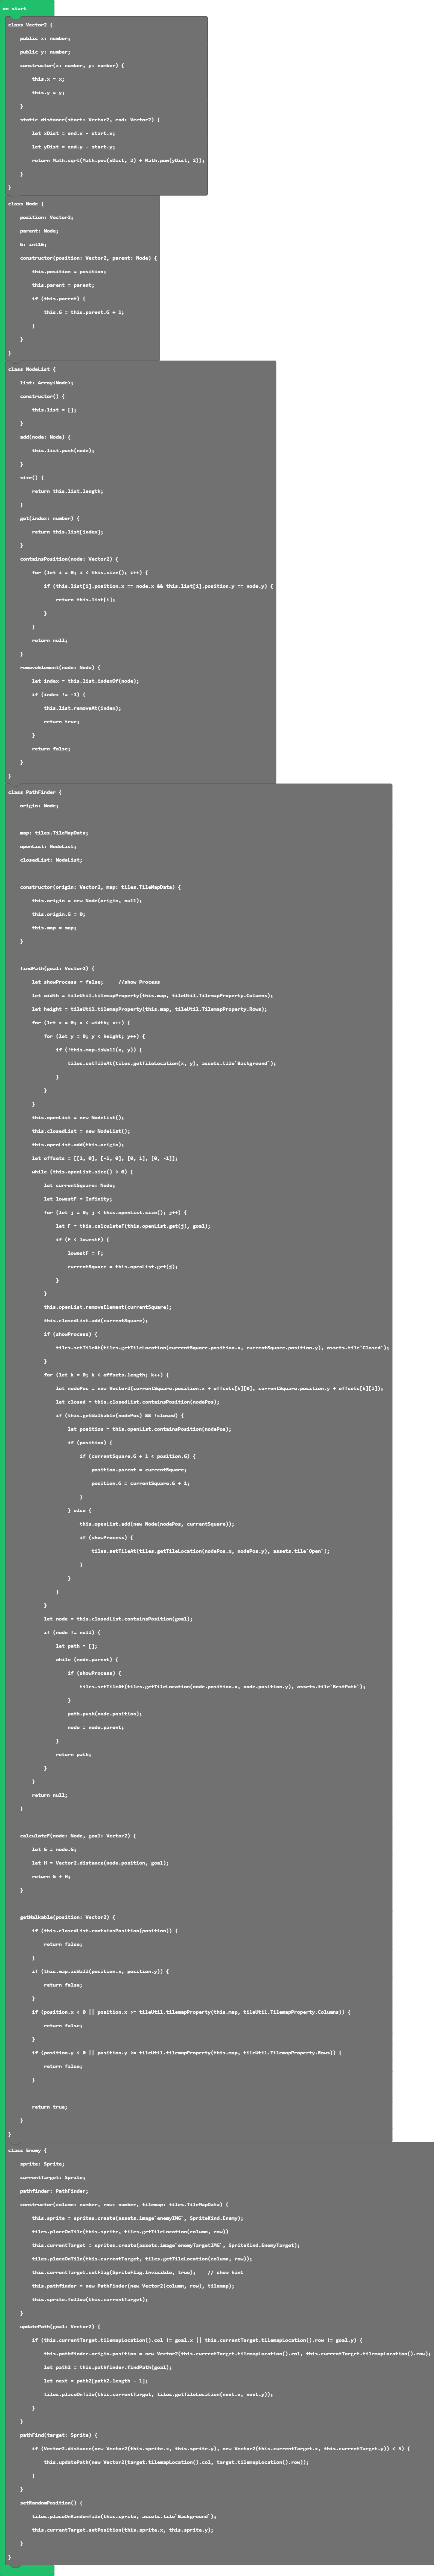 on start
class Vector2 {
public x: number;
public y: number;
constructor(x: number, y: number) {
this.x = x;
this.y = y;
}
static distance(start: Vector2, end: Vector2) {
let xDist = end.x - start.x;
let yDist = end.y - start.y;
return Math.sqrt(Math.pow(xDist, 2) + Math.pow(yDist, 2));
}
}
class Node {
position: Vector2;
parent: Node;
G: int16;
constructor(position: Vector2, parent: Node) {
this.position = position;
this.parent = parent;
if (this.parent) {
this.G = this.parent.G + 1;
}
}
}
class NodeList {
list: Array<Node>;
constructor() {
this.list = [];
}
add(node: Node) {
this.list.push(node);
}
size() {
return this.list.length;
}
get(index: number) {
return this.list[index];
}
containsPosition(node: Vector2) {
for (let i = 0; i < this.size(); i++) {
if (this.list[i].position.x == node.x && this.list[i].position.y == node.y) {
return this.list[i];
}
}
return null;
}
removeElement(node: Node) {
let index = this.list.indexOf(node);
if (index != -1) {
this.list.removeAt(index);
return true;
}
return false;
}
}
class PathFinder {
origin: Node;
map: tiles.TileMapData;
openList: NodeList;
closedList: NodeList;
constructor(origin: Vector2, map: tiles.TileMapData) {
this.origin = new Node(origin, null);
this.origin.G = 0;
this.map = map;
}
findPath(goal: Vector2) {
let showProcess = false;     //show Process
let width = tileUtil.tilemapProperty(this.map, tileUtil.TilemapProperty.Columns);
let height = tileUtil.tilemapProperty(this.map, tileUtil.TilemapProperty.Rows);
for (let x = 0; x < width; x++) {
for (let y = 0; y < height; y++) {
if (!this.map.isWall(x, y)) {
tiles.setTileAt(tiles.getTileLocation(x, y), assets.tile`Background`);
}
}
}
this.openList = new NodeList();
this.closedList = new NodeList();
this.openList.add(this.origin);
let offsets = [[1, 0], [-1, 0], [0, 1], [0, -1]];
while (this.openList.size() > 0) {
let currentSquare: Node;
let lowestF = Infinity;
for (let j = 0; j < this.openList.size(); j++) {
let F = this.calculateF(this.openList.get(j), goal);
if (F < lowestF) {
lowestF = F;
currentSquare = this.openList.get(j);
}
}
this.openList.removeElement(currentSquare);
this.closedList.add(currentSquare);
if (showProcess) {
tiles.setTileAt(tiles.getTileLocation(currentSquare.position.x, currentSquare.position.y), assets.tile`Closed`);
}
for (let k = 0; k < offsets.length; k++) {
let nodePos = new Vector2(currentSquare.position.x + offsets[k][0], currentSquare.position.y + offsets[k][1]);
let closed = this.closedList.containsPosition(nodePos);
if (this.getWalkable(nodePos) && !closed) {
let position = this.openList.containsPosition(nodePos);
if (position) {
if (currentSquare.G + 1 < position.G) {
position.parent = currentSquare;
position.G = currentSquare.G + 1;
}
} else {
this.openList.add(new Node(nodePos, currentSquare));
if (showProcess) {
tiles.setTileAt(tiles.getTileLocation(nodePos.x, nodePos.y), assets.tile`Open`);
}
}
}
}
let node = this.closedList.containsPosition(goal);
if (node != null) {
let path = [];
while (node.parent) {
if (showProcess) {
tiles.setTileAt(tiles.getTileLocation(node.position.x, node.position.y), assets.tile`BestPath`);
}
path.push(node.position);
node = node.parent;
}
return path;
}
}
return null;
}
calculateF(node: Node, goal: Vector2) {
let G = node.G;
let H = Vector2.distance(node.position, goal);
return G + H;
}
getWalkable(position: Vector2) {
if (this.closedList.containsPosition(position)) {
return false;
}
if (this.map.isWall(position.x, position.y)) {
return false;
}
if (position.x < 0 || position.x >= tileUtil.tilemapProperty(this.map, tileUtil.TilemapProperty.Columns)) {
return false;
}
if (position.y < 0 || position.y >= tileUtil.tilemapProperty(this.map, tileUtil.TilemapProperty.Rows)) {
return false;
}
return true;
}
}
class Enemy {
sprite: Sprite;
currentTarget: Sprite;
pathfinder: PathFinder;
constructor(column: number, row: number, tilemap: tiles.TileMapData) {
this.sprite = sprites.create(assets.image`enemyIMG`, SpriteKind.Enemy);
tiles.placeOnTile(this.sprite, tiles.getTileLocation(column, row))
this.currentTarget = sprites.create(assets.image`enemyTargetIMG`, SpriteKind.EnemyTarget);
tiles.placeOnTile(this.currentTarget, tiles.getTileLocation(column, row));
this.currentTarget.setFlag(SpriteFlag.Invisible, true);    // show hint
this.pathfinder = new PathFinder(new Vector2(column, row), tilemap);
this.sprite.follow(this.currentTarget);
}
updatePath(goal: Vector2) {
if (this.currentTarget.tilemapLocation().col != goal.x || this.currentTarget.tilemapLocation().row != goal.y) {
this.pathfinder.origin.position = new Vector2(this.currentTarget.tilemapLocation().col, this.currentTarget.tilemapLocation().row);
let path2 = this.pathfinder.findPath(goal);
let next = path2[path2.length - 1];
tiles.placeOnTile(this.currentTarget, tiles.getTileLocation(next.x, next.y));
}
}
pathFind(target: Sprite) {
if (Vector2.distance(new Vector2(this.sprite.x, this.sprite.y), new Vector2(this.currentTarget.x, this.currentTarget.y)) < 5) {
this.updatePath(new Vector2(target.tilemapLocation().col, target.tilemapLocation().row));
}
}
setRandomPosition() {
tiles.placeOnRandomTile(this.sprite, assets.tile`Background`);
this.currentTarget.setPosition(this.sprite.x, this.sprite.y);
}
}